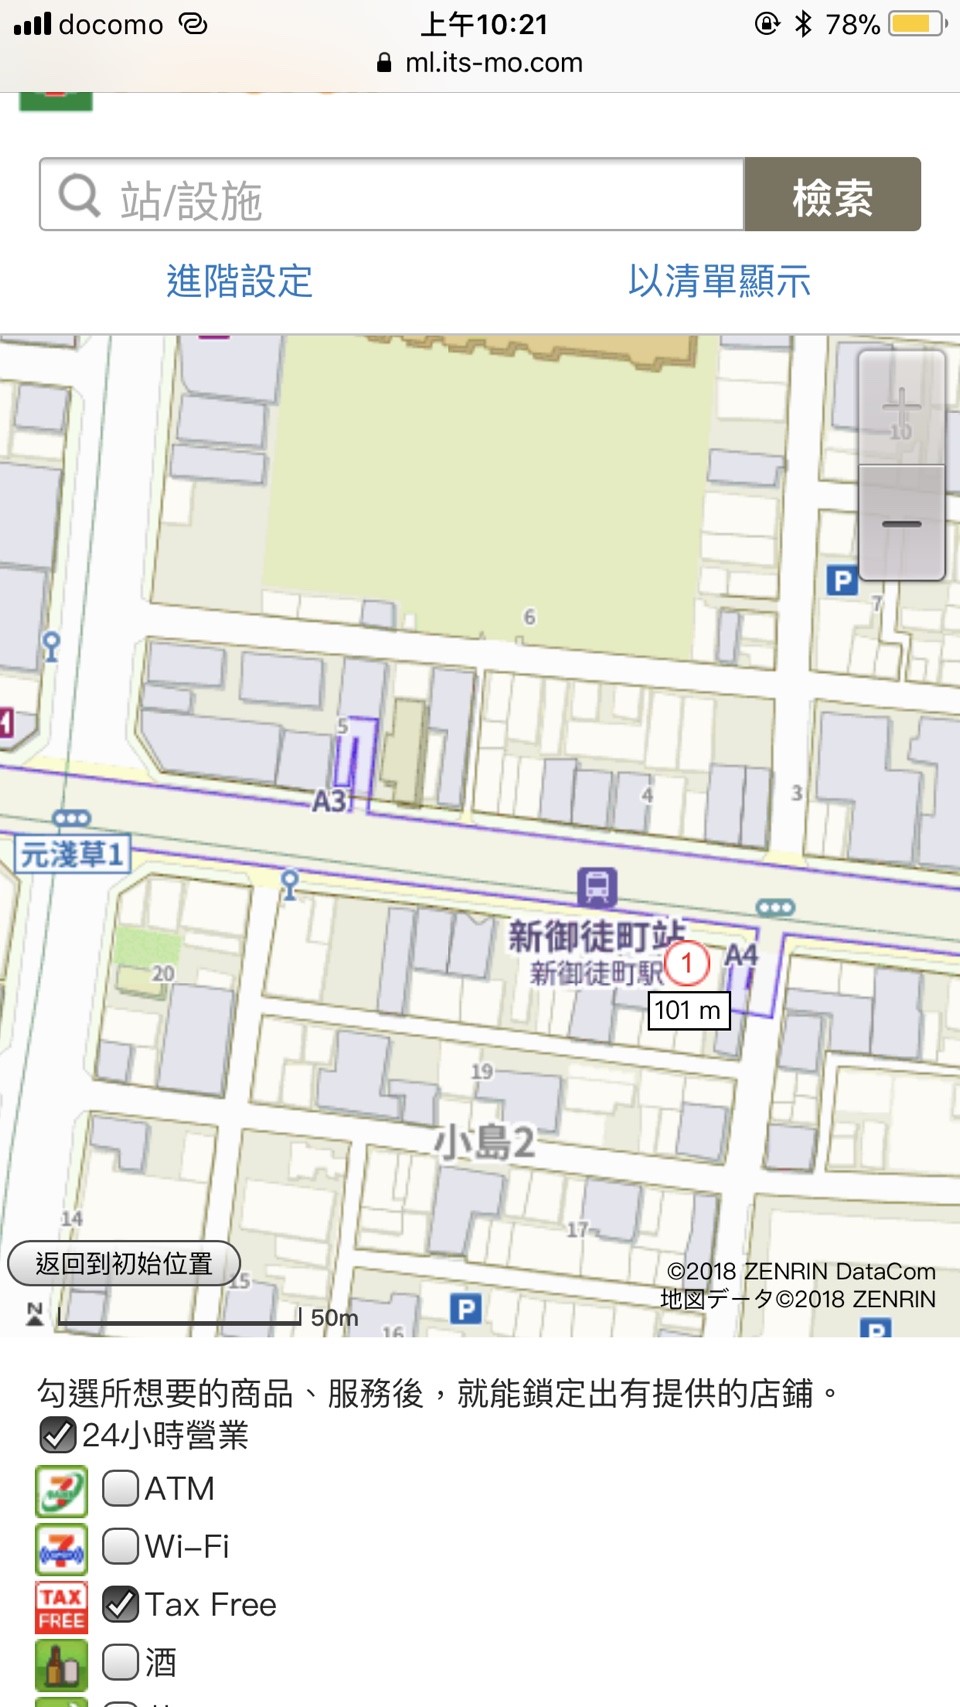 docomo 上午10:21 78%
ml.its-mo.com
站/設施 檢索
進階設定 以清單顯示
10
P
7
6
5
A3
4
3
元淺草1
新御徒町站
新御徒町駅
1
A4
101 m
20
19
小島2
14
17
返回到初始位置
15
©2018 ZENRIN DataCom
地図データ©2018 ZENRIN
N
50m
P
16
P
勾選所想要的商品、服務後，就能鎖定出有提供的店鋪。
24小時營業
ATM
Wi-Fi
TAX FREE Tax Free
酒